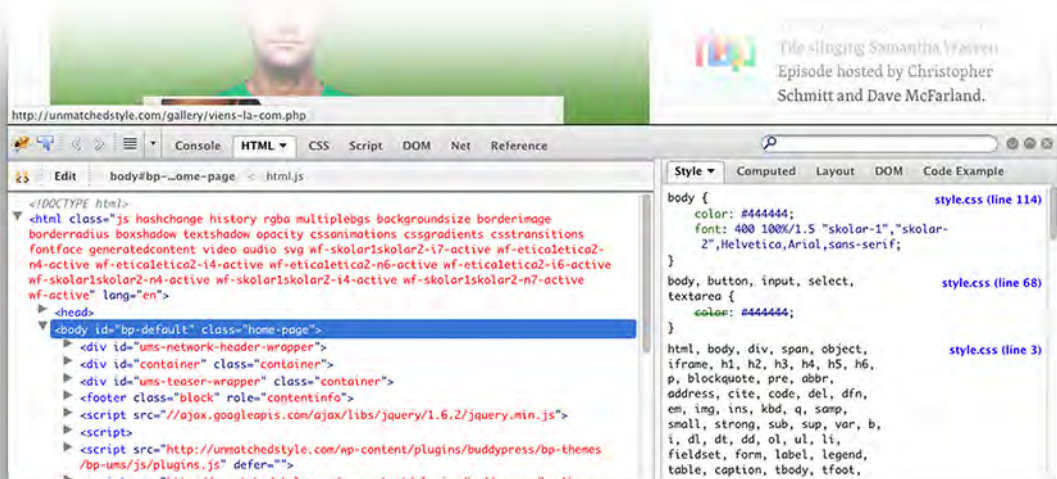 Tile slinging Samantha Warren
Episode hosted by Christopher
Schmitt and Dave McFarland.
http://unmatchedstyle.com/gallery/viens-la-com.php
Console HTML CSS Script DOM Net Reference
Edit body#bp-...ome-page < html.js
<!DOCTYPE html>
<html class="js hashchange history rgba multiplebgs backgroundsize borderimage
borderradius boxshadow textshadow opacity cssanimations cssgradients csstransitions
fontface generatedcontent video audio svg wf-skolar1skolar2-i7-active wf-etica1etica2-
n4-active wf-etica1etica2-i4-active wf-etica1etica2-n6-active wf-etica1etica2-i6-active
wf-skolar1skolar2-n4-active wf-skolar1skolar2-i4-active wf-skolar1skolar2-n7-active
wf-active" lang="en">
<head>
<body id="bp-default" class="home-page">
<div id="ums-network-header-wrapper">
<div id="container" class="container">
<div id="ums-teaser-wrapper" class="container">
<footer class="block" role="contentinfo">
<script src="//ajax.googleapis.com/ajax/libs/jquery/1.6.2/jquery.min.js">
<script>
<script src="http://unmatchedstyle.com/wp-content/plugins/buddypress/bp-themes
/bp-ums/js/plugins.js" defer="">
Style Computed Layout DOM Code Example
body { style.css (line 114)
color: #444444;
font: 400 100%/1.5 "skolar-1","skolar-
2",Helvetica,Arial,sans-serif;
}
body, button, input, select, style.css (line 68)
textarea {
color: #444444;
}
html, body, div, span, object, style.css (line 3)
iframe, h1, h2, h3, h4, h5, h6,
p, blockquote, pre, abbr,
address, cite, code, del, dfn,
em, img, ins, kbd, q, samp,
small, strong, sub, sup, var, b,
i, dl, dt, dd, ol, ul, li,
fieldset, form, label, legend,
table, caption, tbody, tfoot,